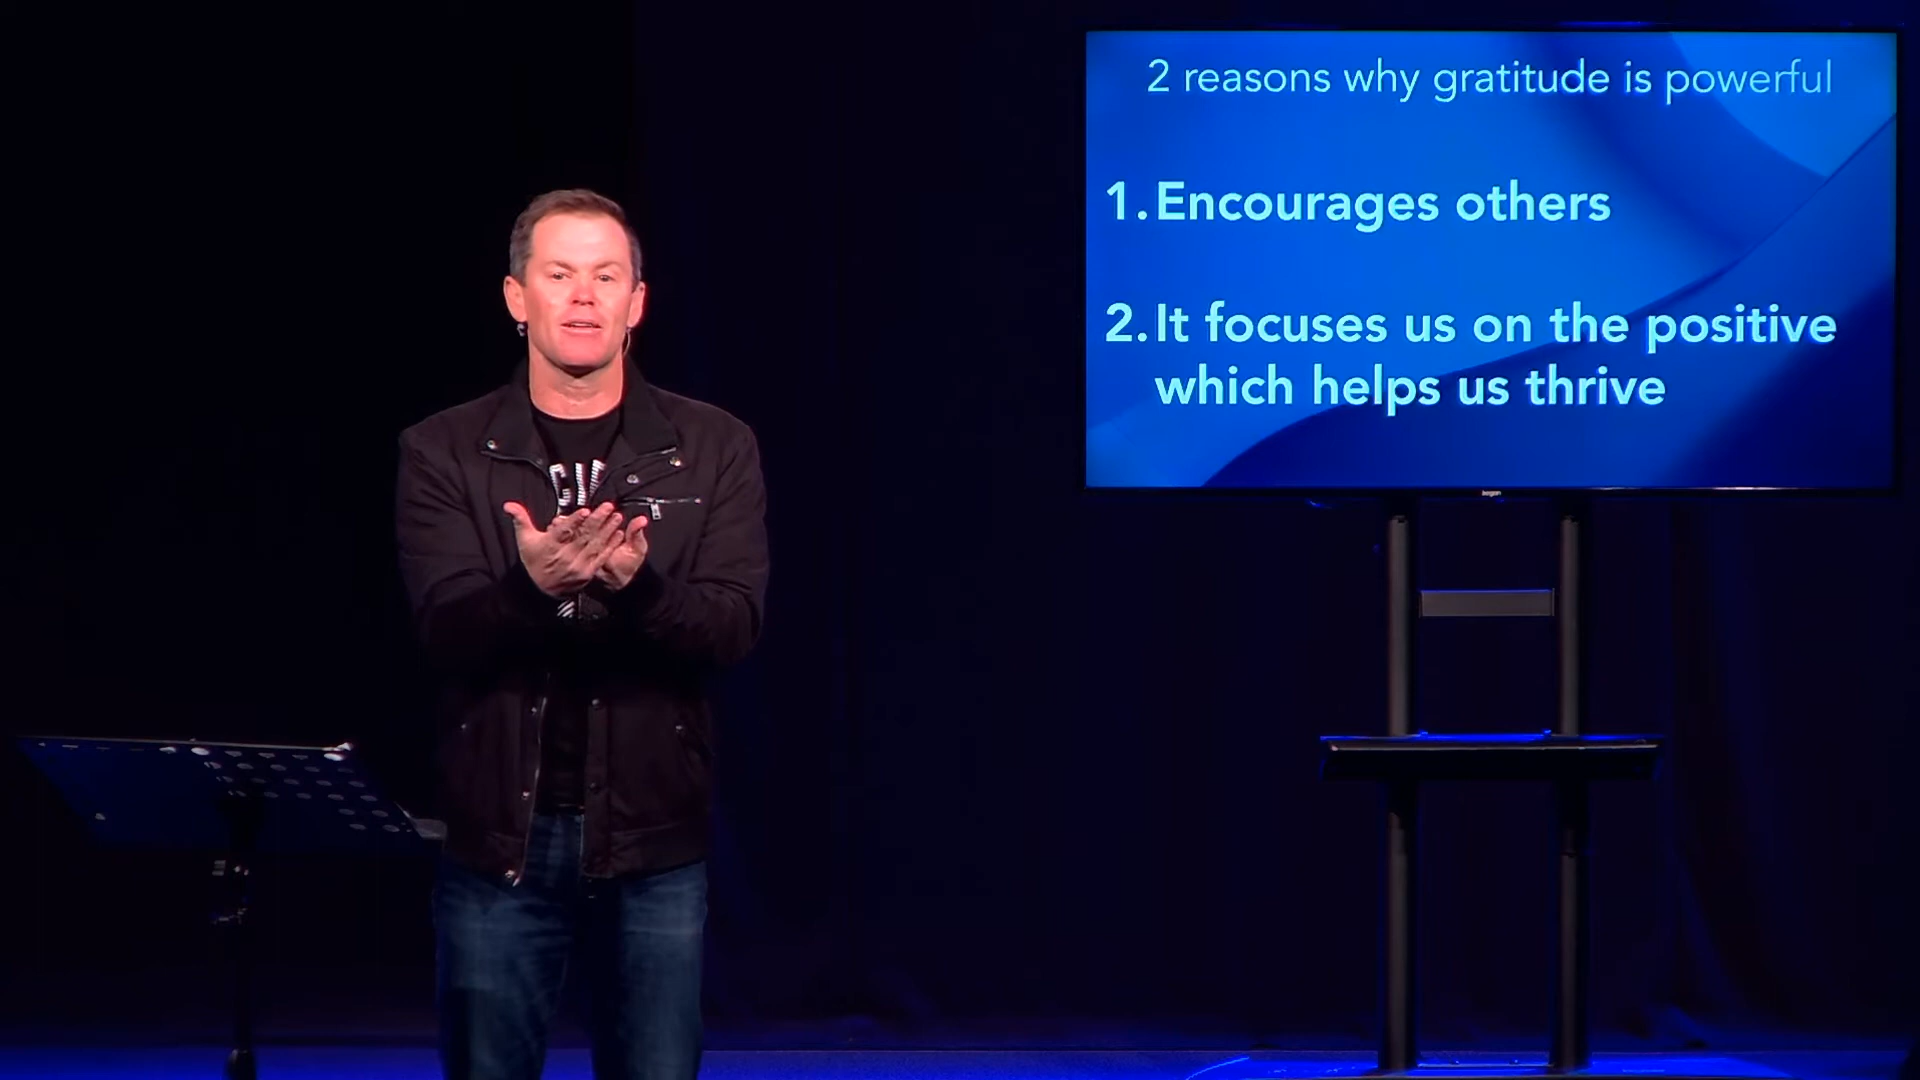 2 reasons why gratitude is powerful
1. Encourages others
2. It focuses us on the positive
which helps us thrive